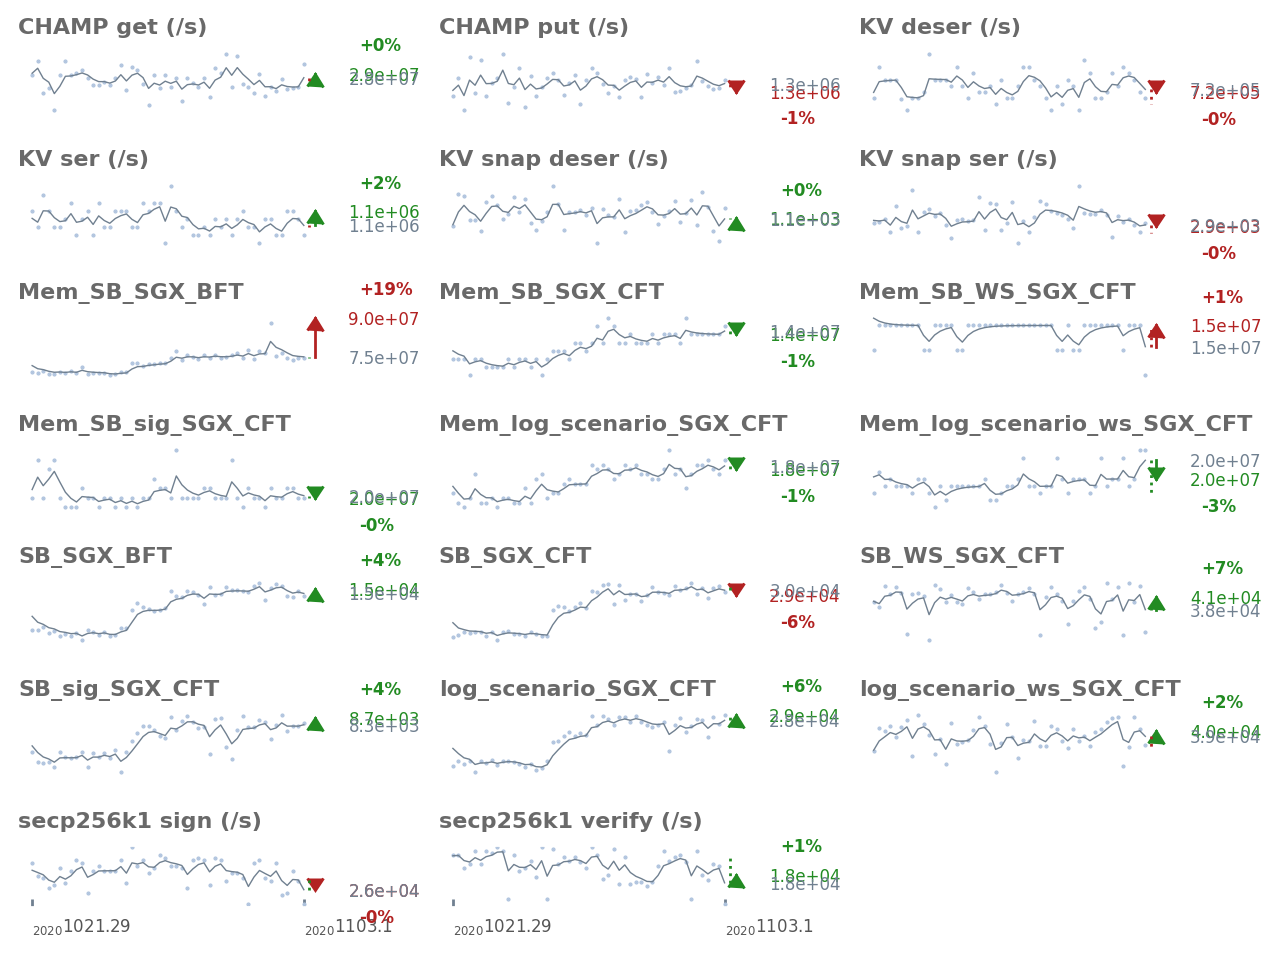 CHAMP get (/s)
+0%
2.9e+07
2.8e+07
CHAMP put (/s)
1.3e+06
1.3e+06
-1%
KV deser (/s)
7.2e+05
-0%
KV ser (/s)
+2%
1.1e+06
1.1e+06
KV snap deser (/s)
+0%
1.1e+03
1.1e+03
KV snap ser (/s)
2.9e+03
2.9e+03
-0%
Mem_SB_SGX_BFT
+19%
9.0e+07
7.5e+07
Mem_SB_SGX_CFT
1.4e+07
1.4e+07
-1%
Mem_SB_WS_SGX_CFT
+1%
1.5e+07
1.5e+07
Mem_SB_sig_SGX_CFT
2.0e+07
2.0e+07
-0%
Mem_log_scenario_SGX_CFT
1.8e+07
1.8e+07
-1%
Mem_log_scenario_ws_SGX_CFT
2.0e+07
2.0e+07
-3%
SB_SGX_BFT
+4%
1.5e+04
1.5e+04
SB_SGX_CFT
3.0e+04
2.9e+04
-6%
SB_WS_SGX_CFT
+7%
4.1e+04
3.8e+04
SB_sig_SGX_CFT
+4%
8.7e+03
8.3e+03
log_scenario_SGX_CFT
+6%
2.9e+04
2.8e+04
log_scenario_ws_SGX_CFT
+2%
4.0e+04
3.9e+04
secp256k1 sign (/s)
2.6e+04
-0%
2020 1021.29
2020 1103.1
secp256k1 verify (/s)
+1%
1.8e+04
1.8e+04
2020 1021.29
2020 1103.1